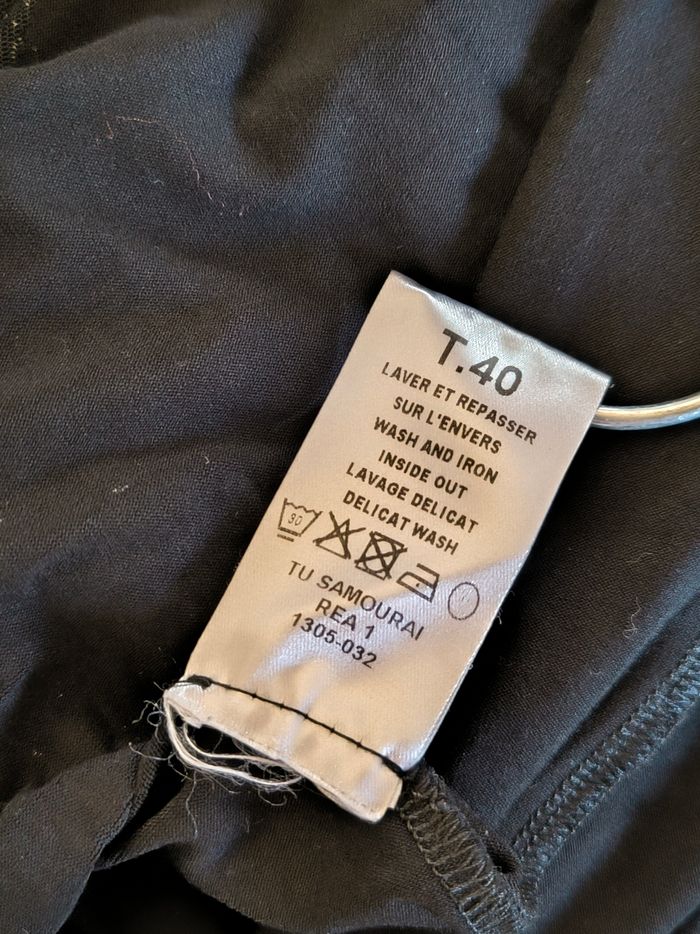 T.40
LAVER ET REPASSER
SUR L'ENVERS
WASH AND IRON
INSIDE OUT
LAVAGE DELICAT
DELICAT WASH
30
TU SAMOURAI
REA 1
1305-032